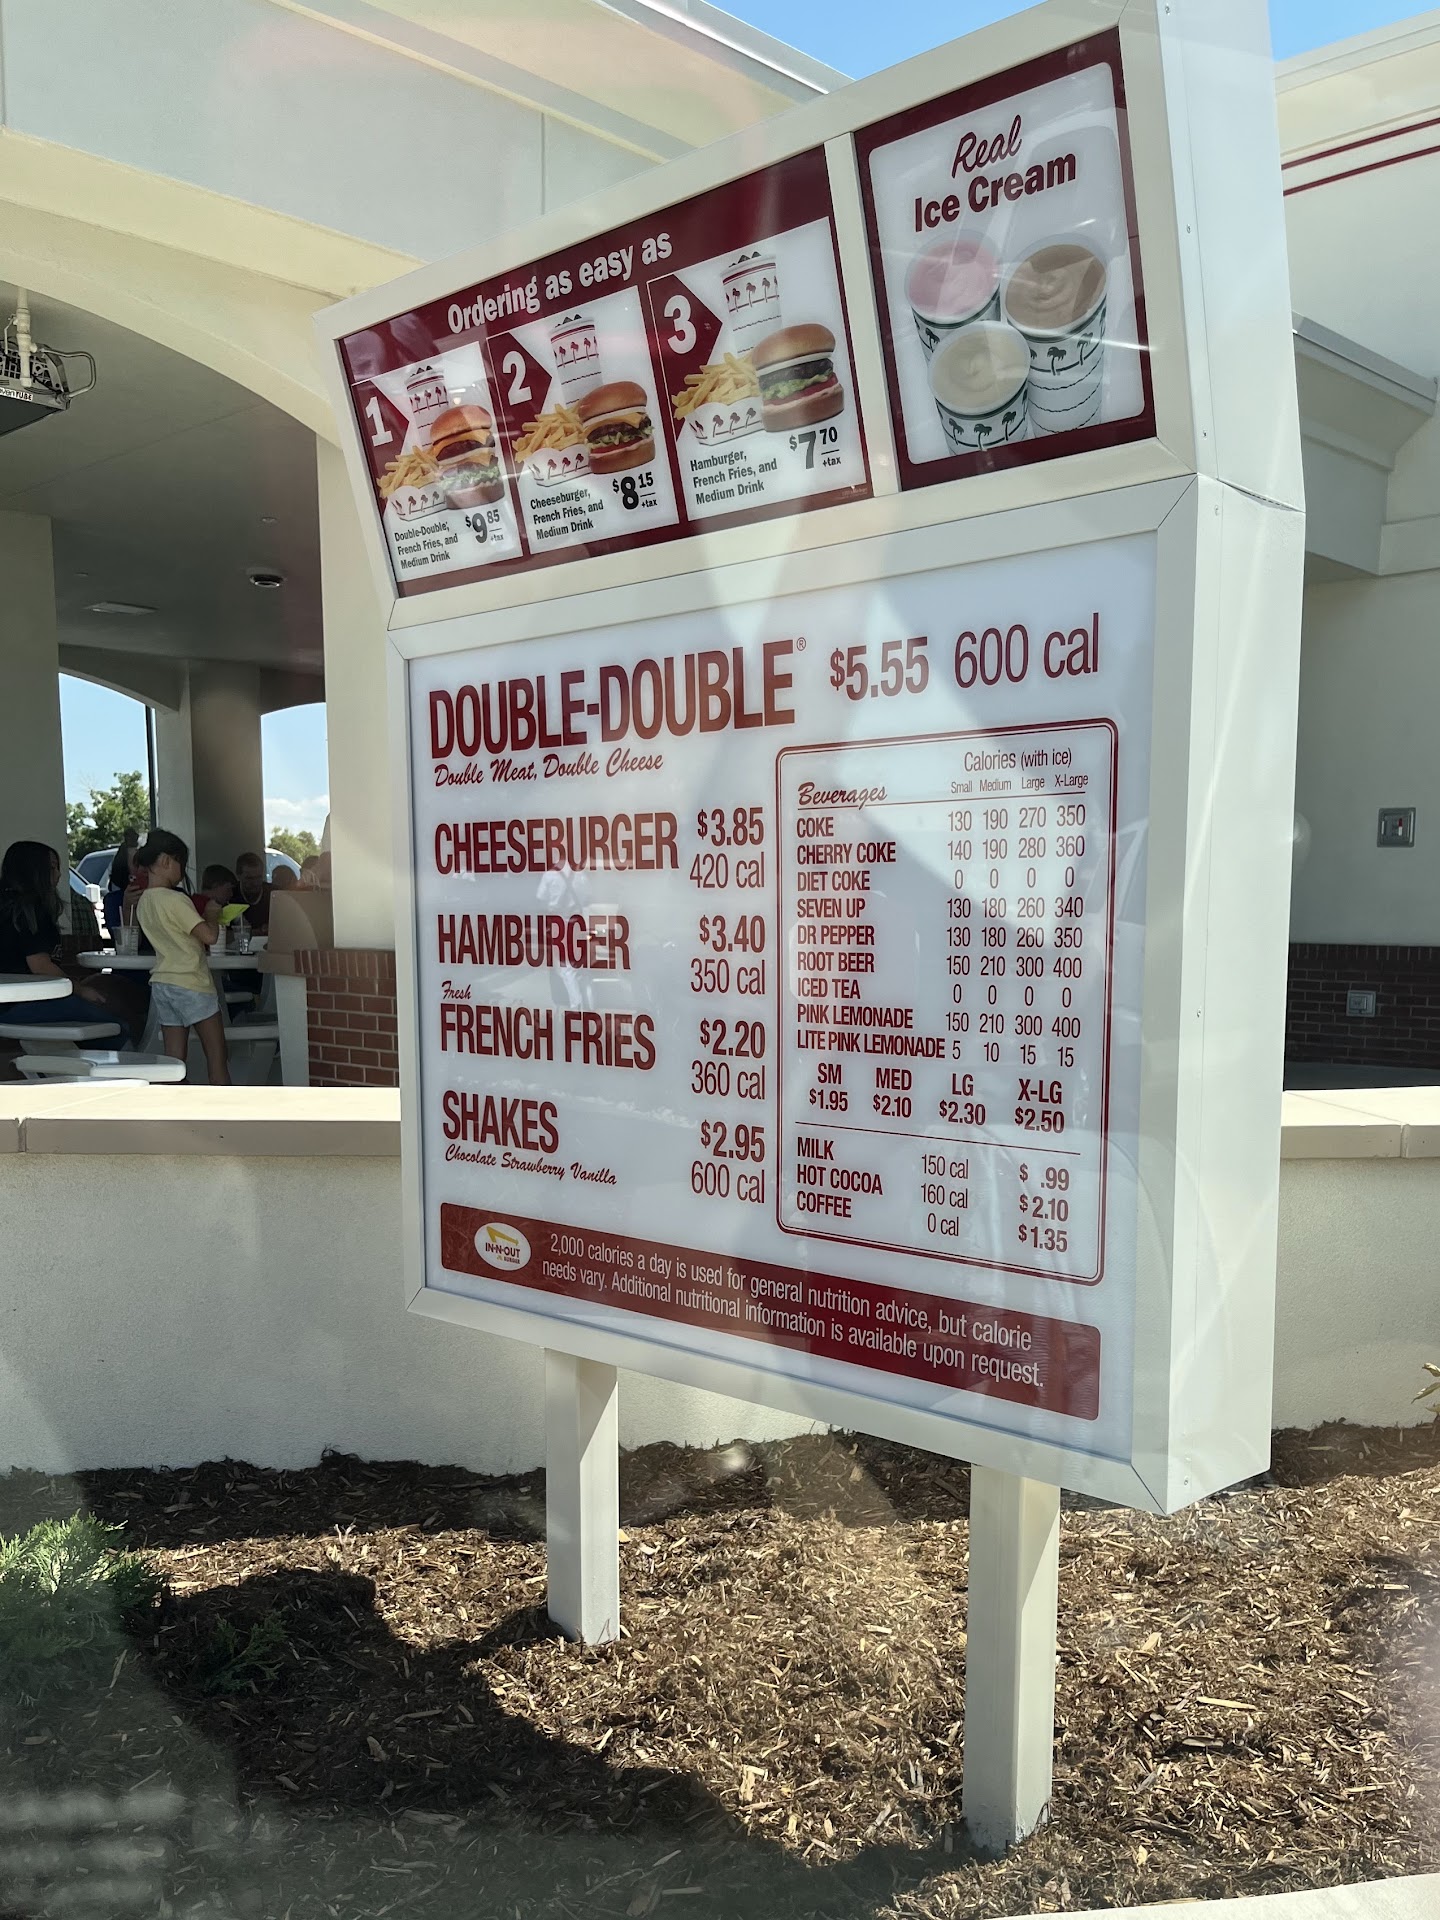 Real
Ice Cream
Ordering as easy as
1
Double-Double,
French Fries, and
Medium Drink
$9 85
+tax
2
Cheeseburger,
French Fries, and
Medium Drink
$8 15
+tax
3
Hamburger,
French Fries, and
Medium Drink
$7 70
+tax
DOUBLE-DOUBLE® $5.55 600 cal
Double Meat, Double Cheese
CHEESEBURGER $3.85
420 cal
HAMBURGER $3.40
350 cal
Fresh
FRENCH FRIES $2.20
360 cal
SHAKES $2.95
Chocolate Strawberry Vanilla 600 cal
Calories (with ice)
Beverages Small Medium Large X-Large
COKE 130 190 270 350
CHERRY COKE 140 190 280 360
DIET COKE 0 0 0 0
SEVEN UP 130 180 260 340
DR PEPPER 130 180 260 350
ROOT BEER 150 210 300 400
ICED TEA 0 0 0 0
PINK LEMONADE 150 210 300 400
LITE PINK LEMONADE 5 10 15 15
SM MED LG X-LG
$1.95 $2.10 $2.30 $2.50
MILK 150 cal $ .99
HOT COCOA 160 cal $2.10
COFFEE 0 cal $1.35
IN-N-OUT
BURGER
2,000 calories a day is used for general nutrition advice, but calorie
needs vary. Additional nutritional information is available upon request.